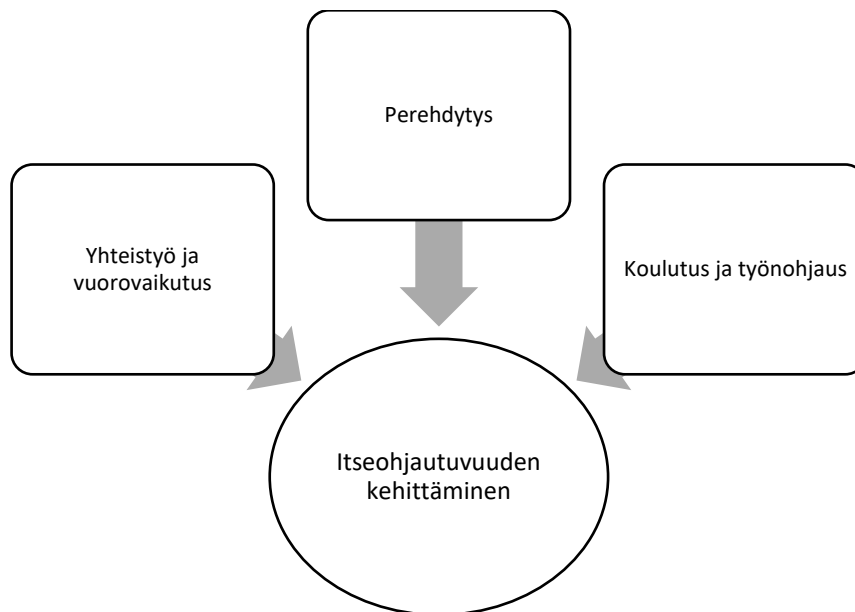 Perehdytys
Yhteistyö ja
vuorovaikutus
Koulutus ja työnohjaus
Itseohjautuvuuden
kehittäminen